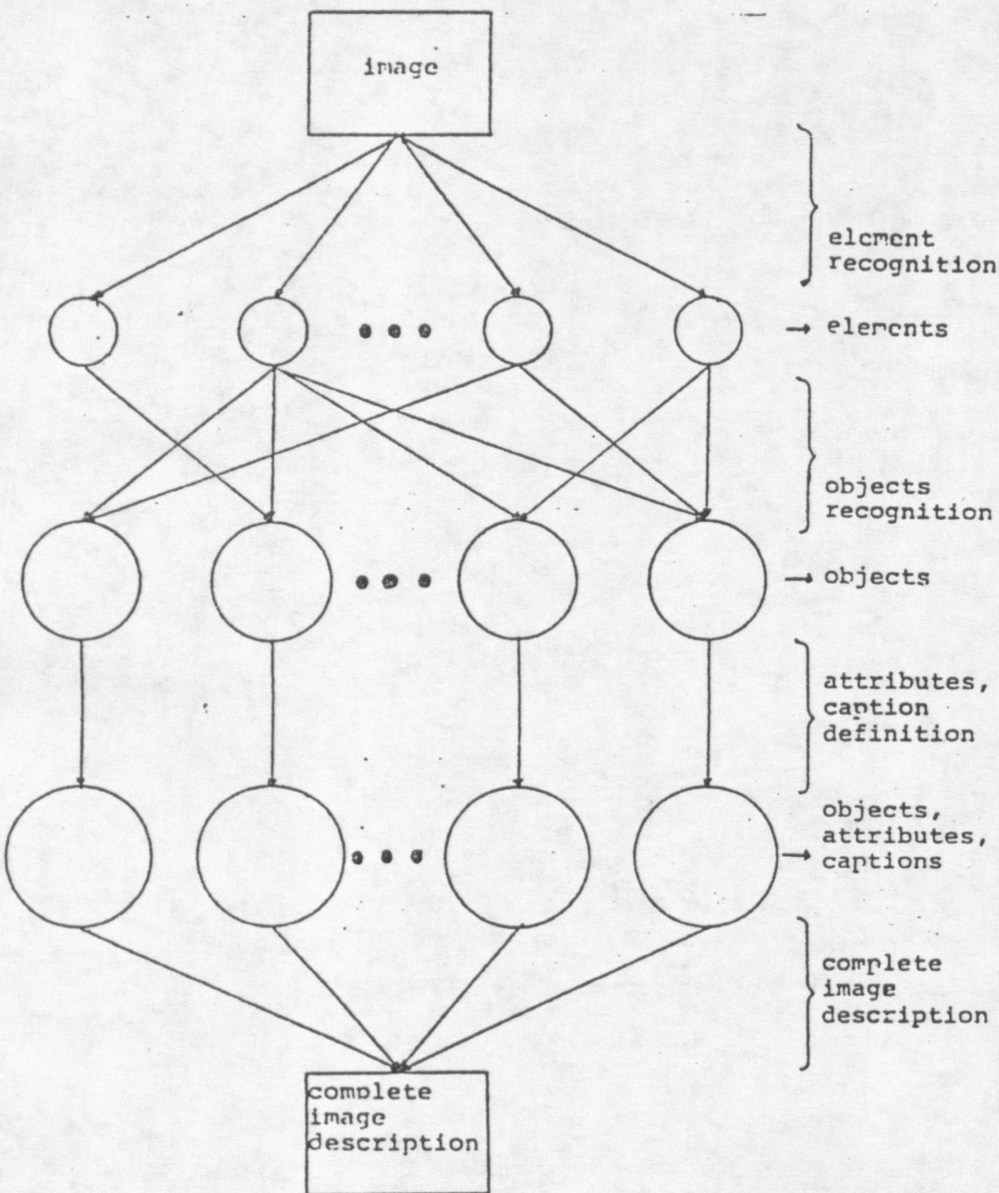 image
element
recognition
elements
objects
recognition
objects
attributes,
caption
definition
objects,
attributes,
captions
complete
image
description
complete
image
description